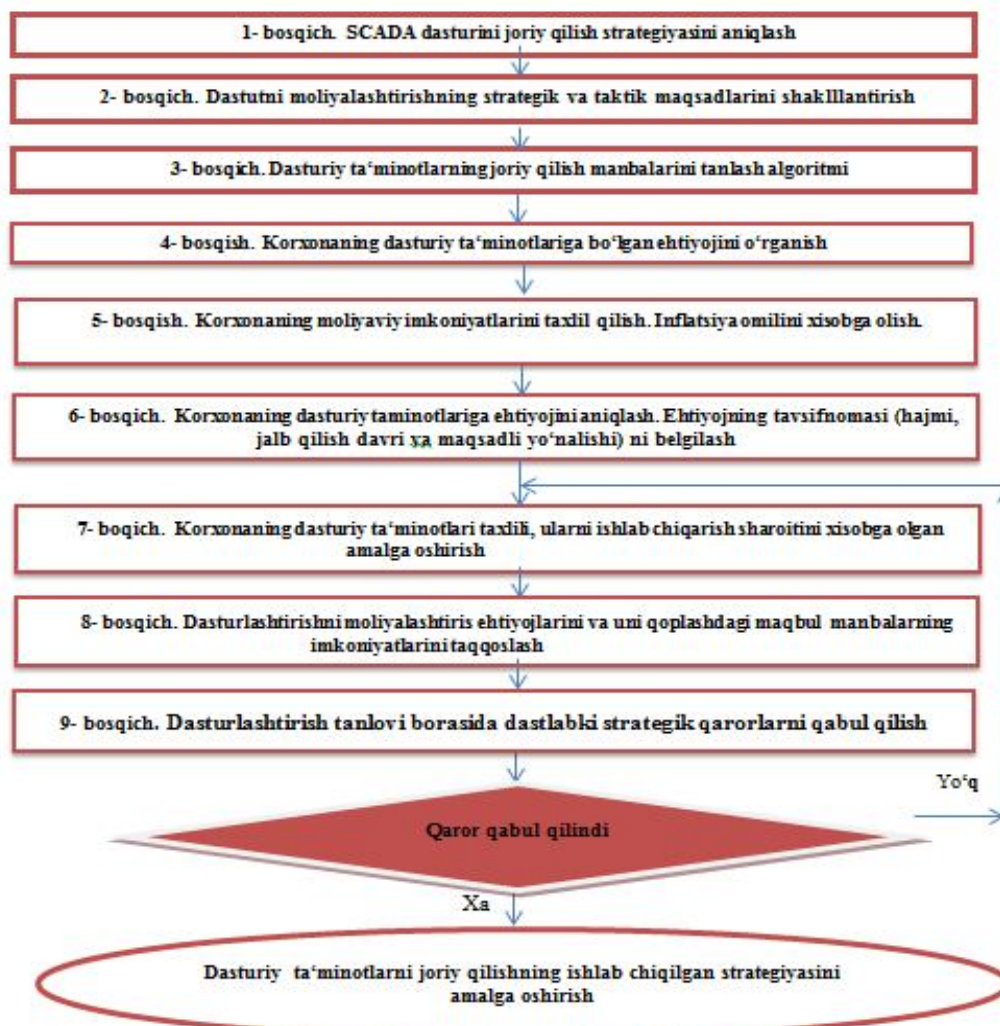 1- bosqich. SCADA dasturini joriy qilish strategiyasini aniqlash
2- bosqich. Dastutni moliyalashtirishning strategik va taktik maqsadlarini shaklllantirish
3- bosqich. Dasturiy ta‘minotlarning joriy qilish manbalarini tanlash algoritmi
4- bosqish. Korxonaning dasturiy ta‘minotlariga bo‘lgan ehtiyojini o‘rganish
5- bosqish. Korxonaning moliyaviy imkoniyatlarini taxlil qilish. Inflatsiya omilini xisobga olish.
6- bosqich. Korxonaning dasturiy taminotlariga ehtiyojini aniqlash. Ehtiyojning tavsifnomasi (hajmi,
jalb qilish davri va maqsadli yo‘nalishi) ni belgilash
7- boqich. Korxonaning dasturiy ta‘minotlari taxlili, ularni ishlab chiqarish sharoitini xisobga olgan
amalga oshirish
8- bosqich. Dasturlashtirishni moliyalashtiris ehtiyojlarini va uni qoplashdagi maqbul manbalarning
imkoniyatlarini taqqoslash
9- bosqich. Dasturlashtirish tanlovi borasida dastlabki strategik qarorlarni qabul qilish
Yo‘q
Qaror qabul qilindi
Xa
Dasturiy ta‘minotlarni joriy qilishning ishlab chiqilgan strategiyasini
amalga oshirish